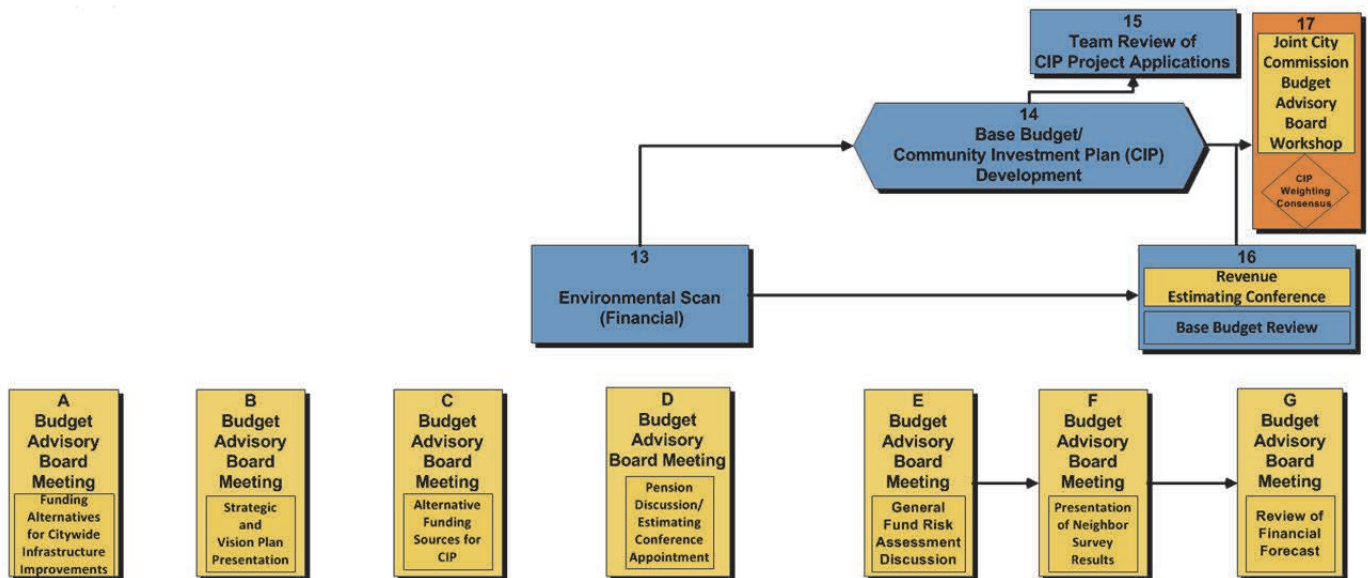 15
Team Review of
CIP Project Applications
17
Joint City
Commission
Budget
Advisory
Board
Workshop
CIP
Weighting
Consensus
14
Base Budget/
Community Investment Plan (CIP)
Development
13
Environmental Scan
(Financial)
16
Revenue
Estimating Conference
Base Budget Review
A
Budget
Advisory
Board
Meeting
Funding
Alternatives
for Citywide
Infrastructure
Improvements
B
Budget
Advisory
Board
Meeting
Strategic
and
Vision Plan
Presentation
C
Budget
Advisory
Board
Meeting
Alternative
Funding
Sources for
CIP
D
Budget
Advisory
Board Meeting
Pension
Discussion/
Estimating
Conference
Appointment
E
Budget
Advisory
Board
Meeting
General
Fund Risk
Assessment
Discussion
F
Budget
Advisory
Board
Meeting
Presentation
of Neighbor
Survey
Results
G
Budget
Advisory
Board
Meeting
Review of
Financial
Forecast